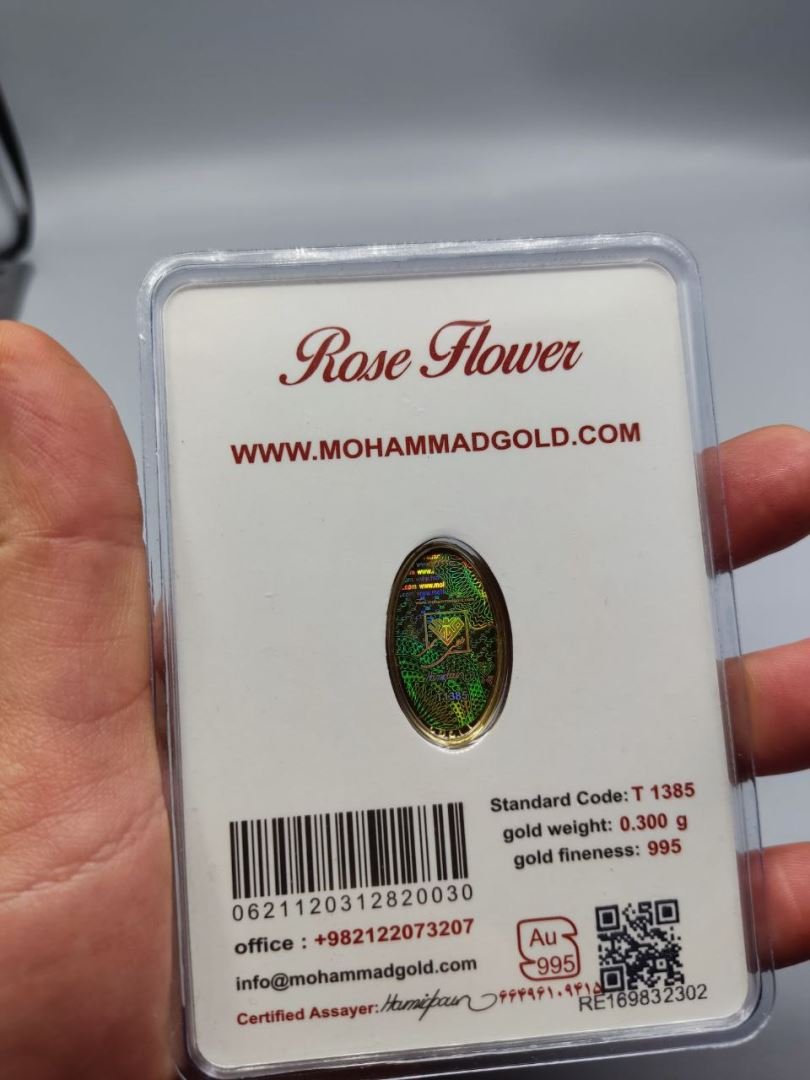 Rose Flower
WWW.MOHAMMADGOLD.COM
1385
Standard Code: T 1385
gold weight: 0.300 g
gold fineness: 995
0621120312820030
office : +982122073207
info@mohammadgold.com
Au
995
Certified Assayer:
RE169832302